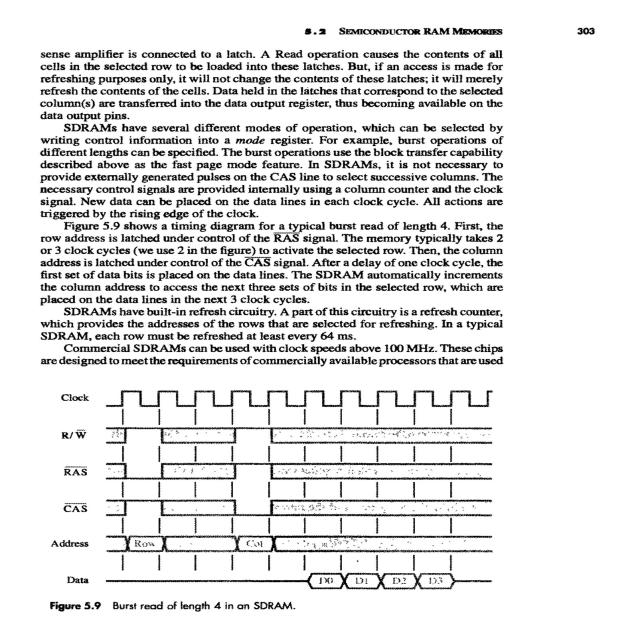 5.2 SEMICONDUCTOR RAM MEMORIES 303
sense amplifier is connected to a latch. A Read operation causes the contents of all
cells in the selected row to be loaded into these latches. But, if an access is made for
refreshing purposes only, it will not change the contents of these latches; it will merely
refresh the contents of the cells. Data held in the latches that correspond to the selected
column(s) are transferred into the data output register, thus becoming available on the
data output pins.
SDRAMs have several different modes of operation, which can be selected by
writing control information into a mode register. For example, burst operations of
different lengths can be specified. The burst operations use the block transfer capability
described above as the fast page mode feature. In SDRAMs, it is not necessary to
provide externally generated pulses on the CAS line to select successive columns. The
necessary control signals are provided internally using a column counter and the clock
signal. New data can be placed on the data lines in each clock cycle. All actions are
triggered by the rising edge of the clock.
Figure 5.9 shows a timing diagram for a typical burst read of length 4. First, the
row address is latched under control of the R̅A̅S̅ signal. The memory typically takes 2
or 3 clock cycles (we use 2 in the figure) to activate the selected row. Then, the column
address is latched under control of the C̅A̅S̅ signal. After a delay of one clock cycle, the
first set of data bits is placed on the data lines. The SDRAM automatically increments
the column address to access the next three sets of bits in the selected row, which are
placed on the data lines in the next 3 clock cycles.
SDRAMs have built-in refresh circuitry. A part of this circuitry is a refresh counter,
which provides the addresses of the rows that are selected for refreshing. In a typical
SDRAM, each row must be refreshed at least every 64 ms.
Commercial SDRAMs can be used with clock speeds above 100 MHz. These chips
are designed to meet the requirements of commercially available processors that are used
Clock
R/W̅
R̅A̅S̅
C̅A̅S̅
Address Row Col
Data D0 D1 D2 D3
Figure 5.9 Burst read of length 4 in an SDRAM.